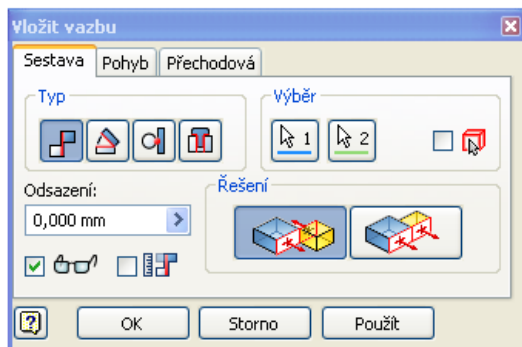 Vložit vazbu
Sestava Pohyb Přechodová
Typ
Výběr
1 2
Odsazení:
Řešení
0,000 mm
OK Storno Použít